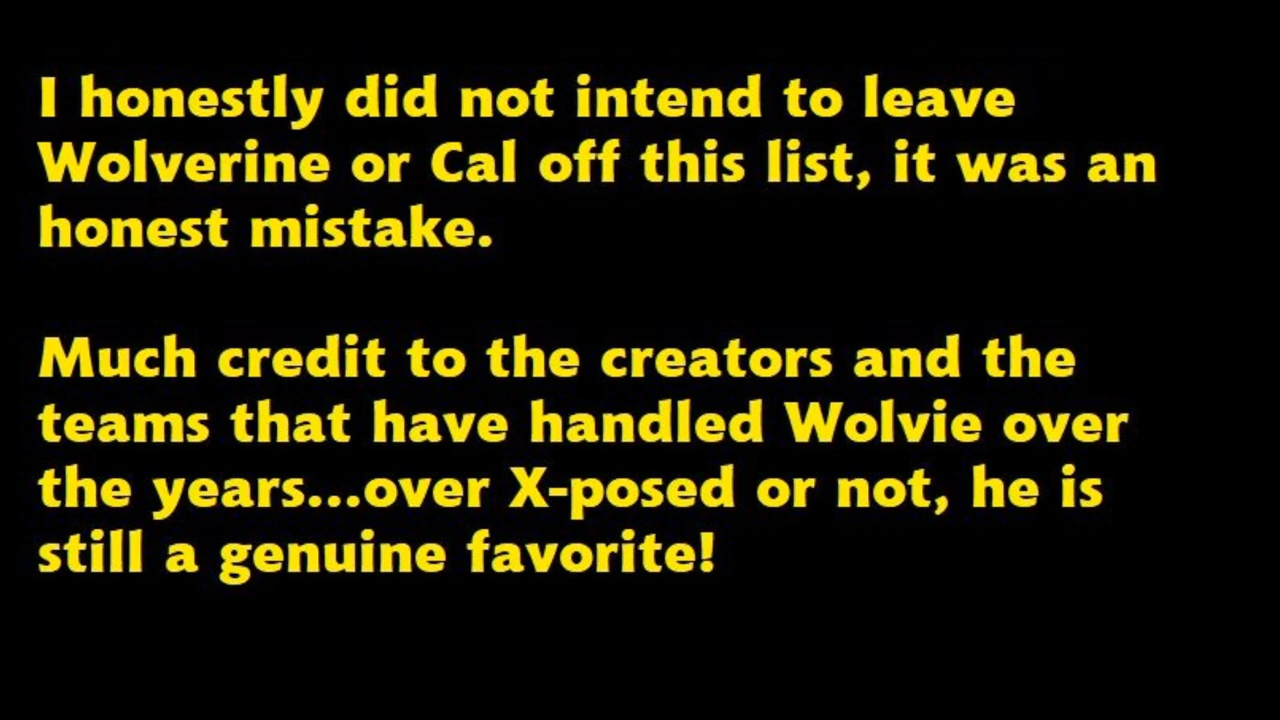 I honestly did not intend to leave
Wolverine or Cal off this list, it was an
honest mistake.
Much credit to the creators and the
teams that have handled Wolvie over
the years...over X-posed or not, he is
still a genuine favorite!